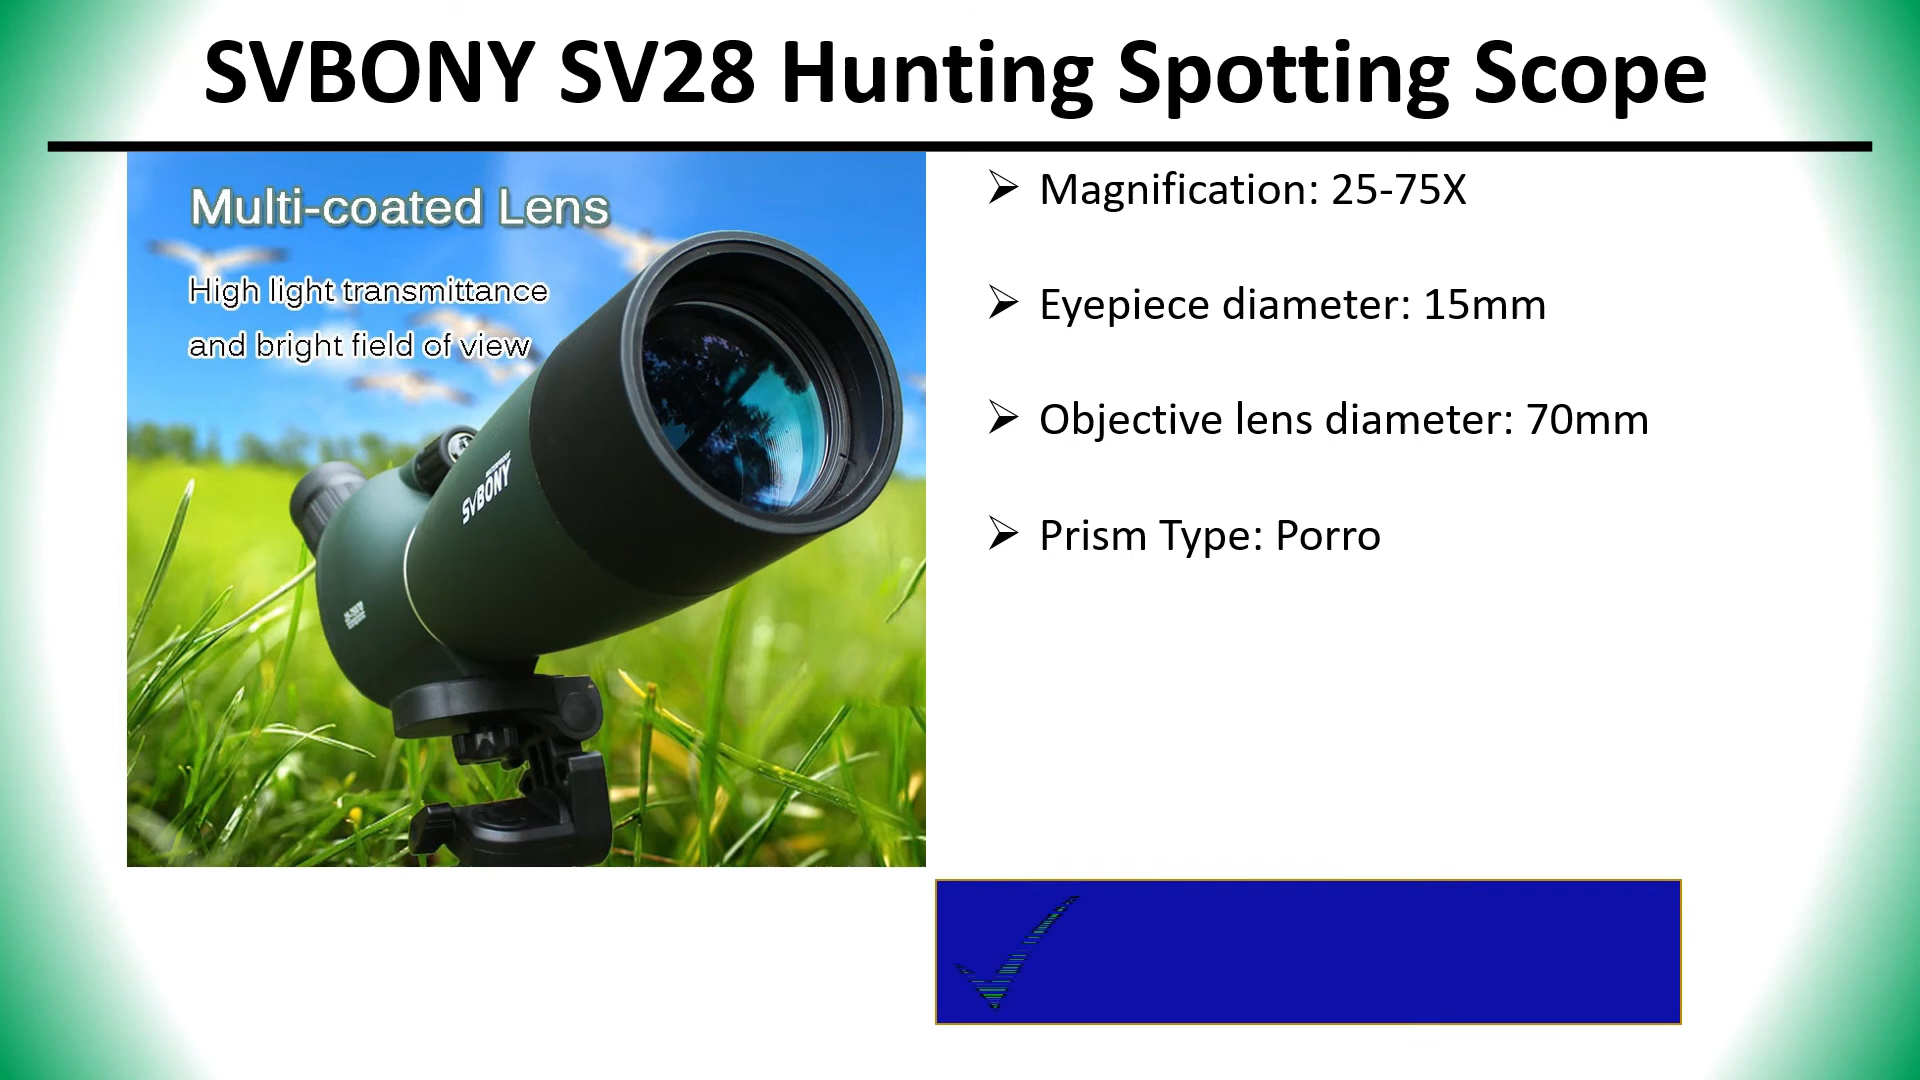 SVBONY SV28 Hunting Spotting Scope
Multi-coated Lens
High light transmittance
and bright field of view
WATERPROOF
SVBONY
Magnification: 25-75X
Eyepiece diameter: 15mm
Objective lens diameter: 70mm
Prism Type: Porro